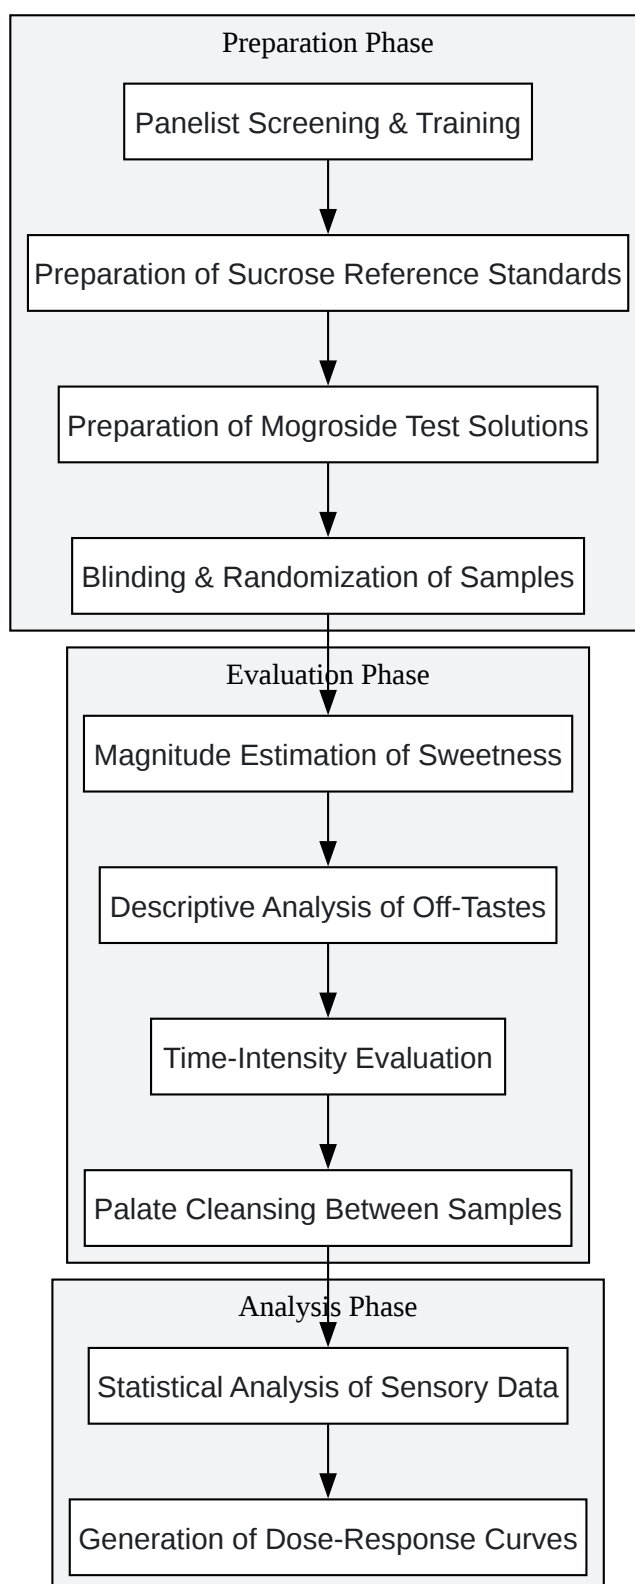 Preparation Phase
Panelist Screening & Training
Preparation of Sucrose Reference Standards
Preparation of Mogroside Test Solutions
Blinding & Randomization of Samples
Evaluation Phase
Magnitude Estimation of Sweetness
Descriptive Analysis of Off-Tastes
Time-Intensity Evaluation
Palate Cleansing Between Samples
Analysis Phase
Statistical Analysis of Sensory Data
Generation of Dose-Response Curves